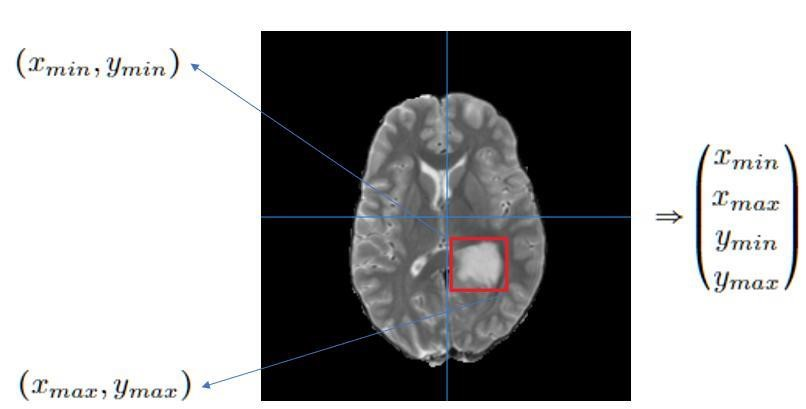 (x_min, y_min)
⇒ (x_min
x_max
y_min
y_max)
(x_max, y_max)